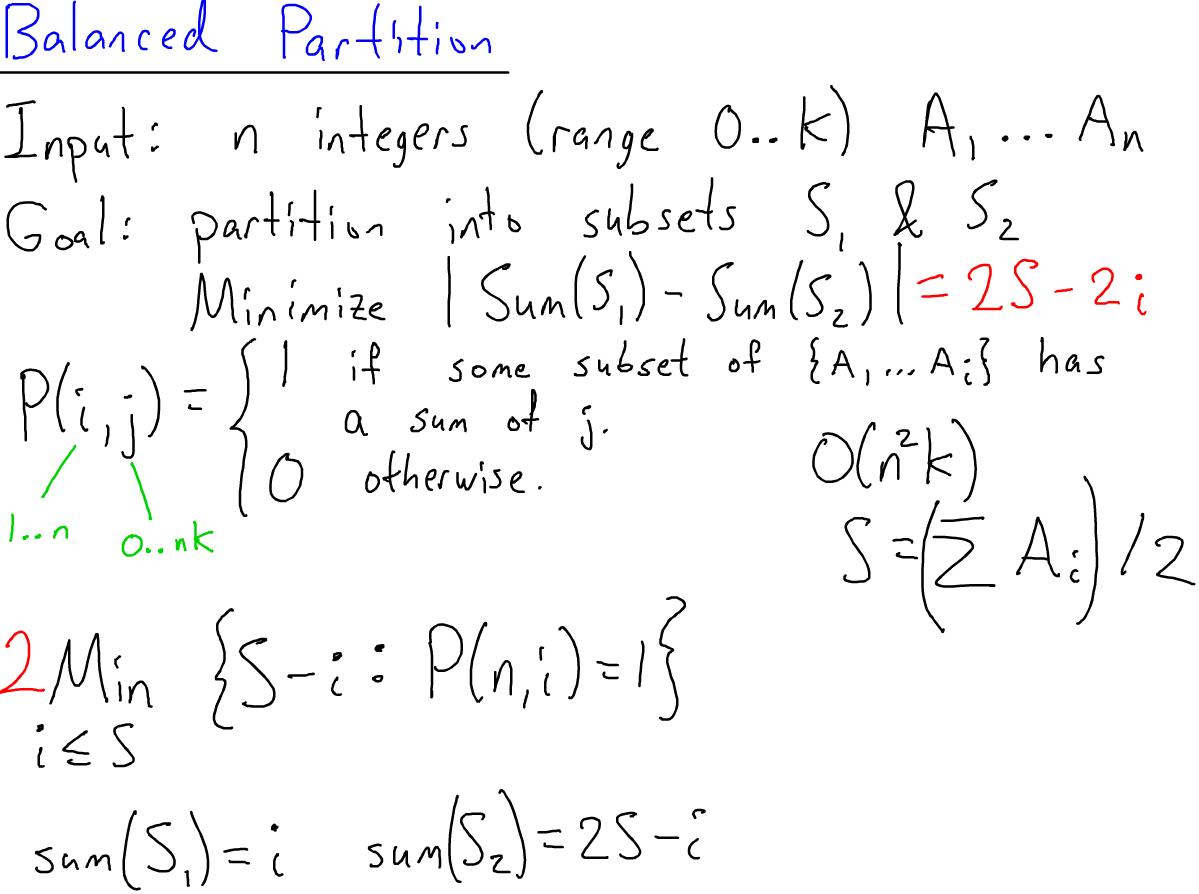 Balanced Partition
Input: n integers (range 0..k) A₁ ... Aₙ
Goal: partition into subsets S₁ & S₂
Minimize | Sum(S₁) - Sum(S₂) | = 2S - 2i
P(i,j) = { 1 if some subset of {A₁ ... Aᵢ} has
a sum of j.
0 otherwise.
1..n
0..nk
O(n²k)
S = (Σ Aᵢ) / 2
2 Min {S - i : P(n,i) = 1}
i ≤ S
sum(S₁) = i sum(S₂) = 2S - i